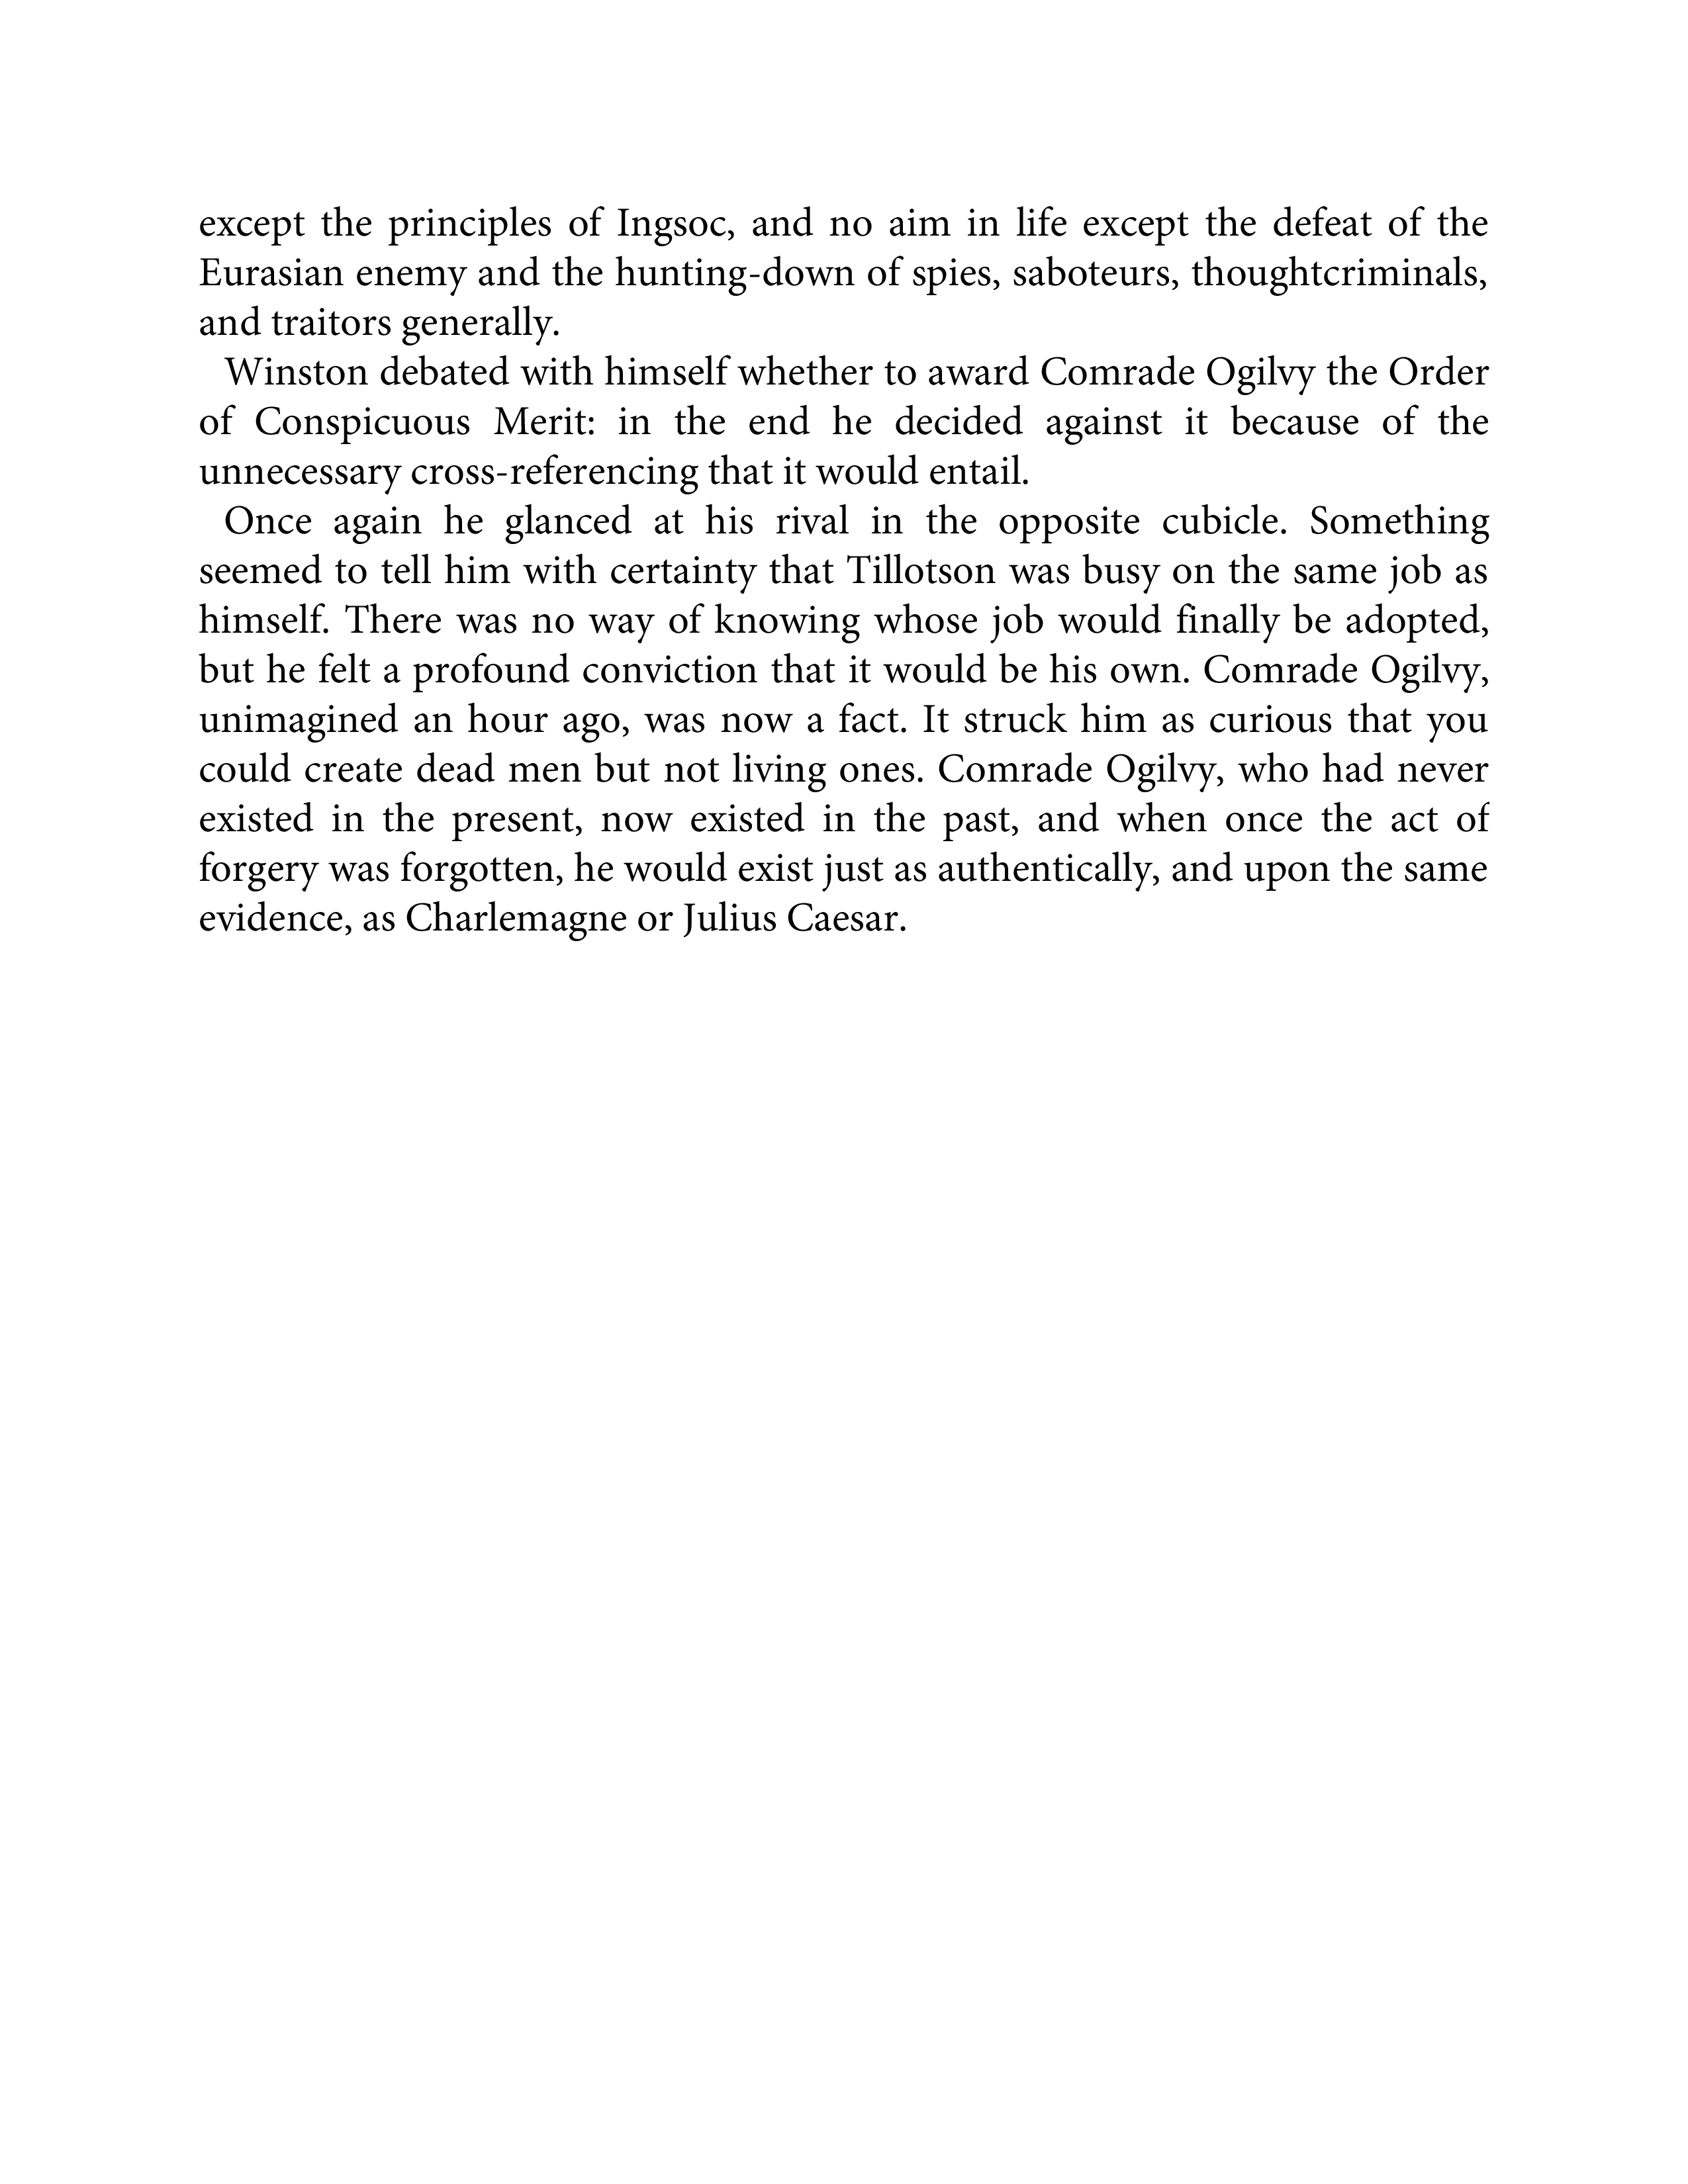 except the principles of Ingsoc, and no aim in life except the defeat of the
Eurasian enemy and the hunting-down of spies, saboteurs, thoughtcriminals,
and traitors generally.
Winston debated with himself whether to award Comrade Ogilvy the Order
of Conspicuous Merit: in the end he decided against it because of the
unnecessary cross-referencing that it would entail.
Once again he glanced at his rival in the opposite cubicle. Something
seemed to tell him with certainty that Tillotson was busy on the same job as
himself. There was no way of knowing whose job would finally be adopted,
but he felt a profound conviction that it would be his own. Comrade Ogilvy,
unimagined an hour ago, was now a fact. It struck him as curious that you
could create dead men but not living ones. Comrade Ogilvy, who had never
existed in the present, now existed in the past, and when once the act of
forgery was forgotten, he would exist just as authentically, and upon the same
evidence, as Charlemagne or Julius Caesar.